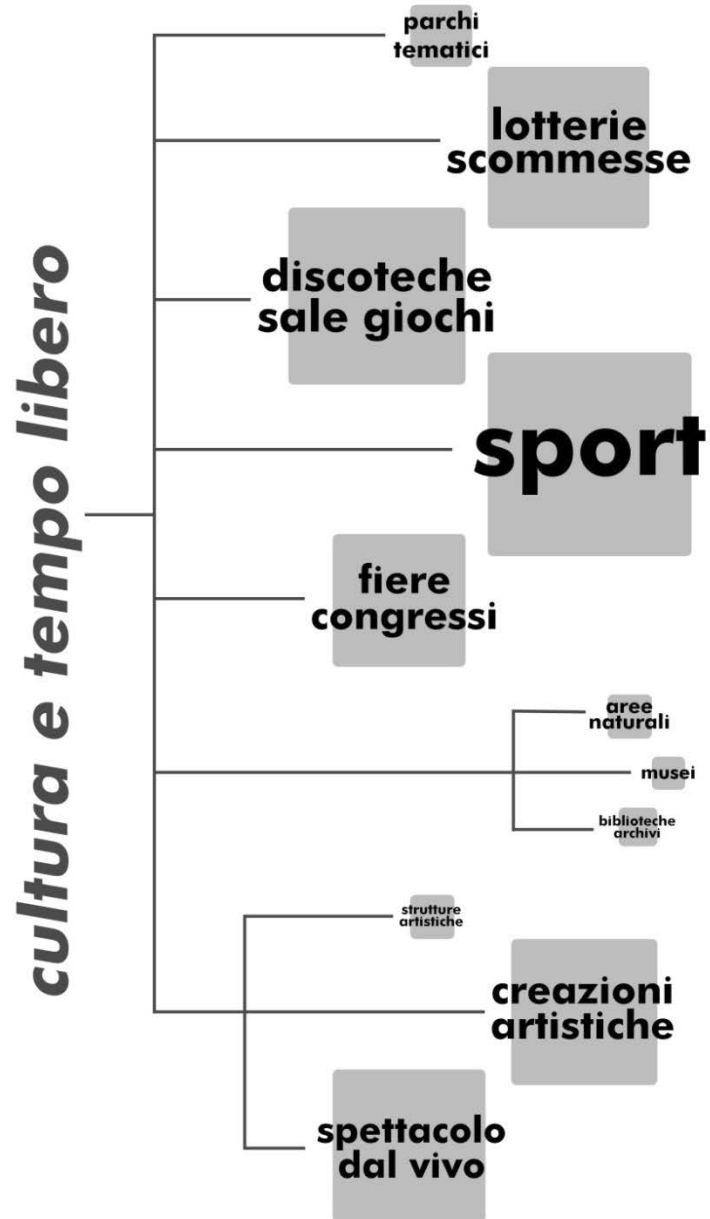 cultura e tempo libero
parchi
tematici
lotterie
scommesse
discoteche
sale giochi
sport
fiere
congressi
aree
naturali
musei
biblioteche
archivi
strutture
artistiche
creazioni
artistiche
spettacolo
dal vivo